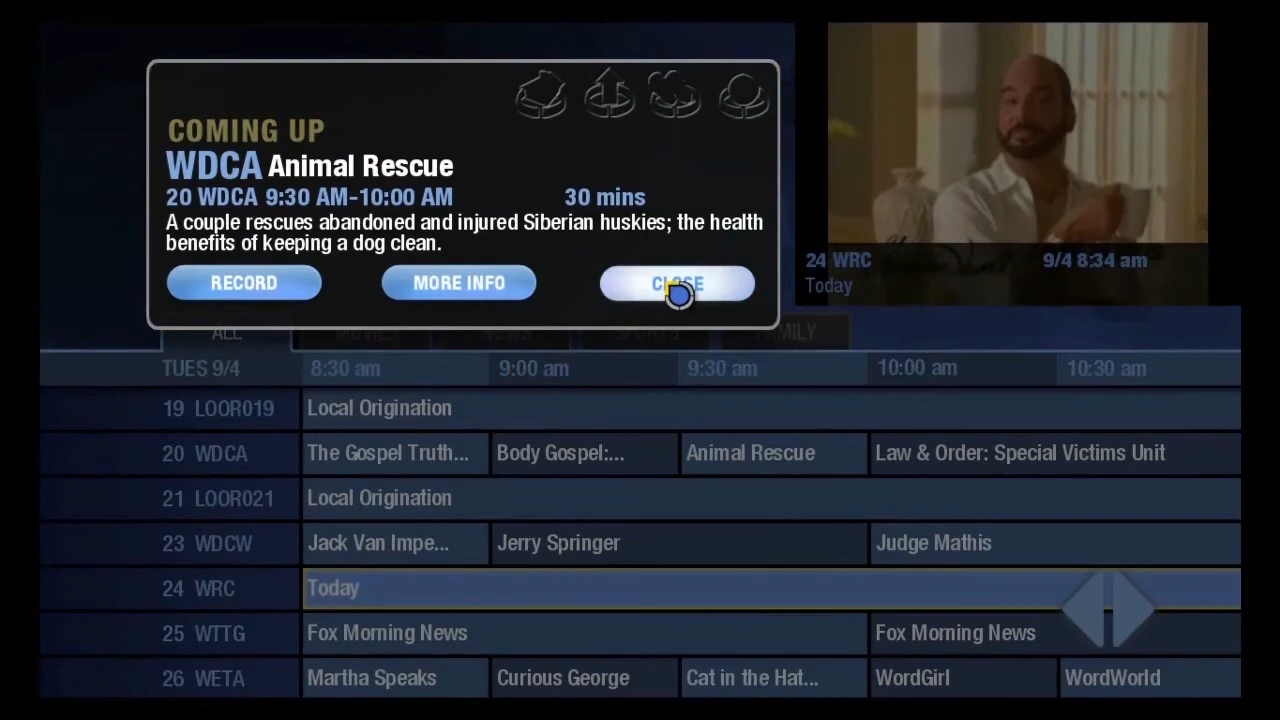 COMING UP
WDCA Animal Rescue
20 WDCA 9:30 AM-10:00 AM 30 mins
A couple rescues abandoned and injured Siberian huskies; the health
benefits of keeping a dog clean.
RECORD MORE INFO CLOSE
24 WRC 9/4 8:34 am
Today
ALL MOVIES NEWS SPORTS FAMILY
TUES 9/4 8:30 am 9:00 am 9:30 am 10:00 am 10:30 am
19 LOOR019 Local Origination
20 WDCA The Gospel Truth... Body Gospel:... Animal Rescue Law & Order: Special Victims Unit
21 LOOR021 Local Origination
23 WDCW Jack Van Impe... Jerry Springer Judge Mathis
24 WRC Today
25 WTTG Fox Morning News Fox Morning News
26 WETA Martha Speaks Curious George Cat in the Hat... WordGirl WordWorld